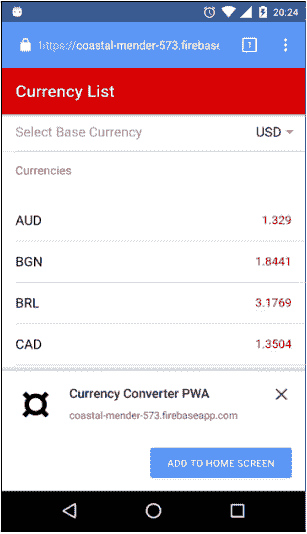 20:24
https://coastal-mender-573.firebase
1
Currency List
Select Base Currency USD
Currencies
AUD 1.329
BGN 1.8441
BRL 3.1769
CAD 1.3504
Currency Converter PWA
coastal-mender-573.firebaseapp.com
ADD TO HOME SCREEN